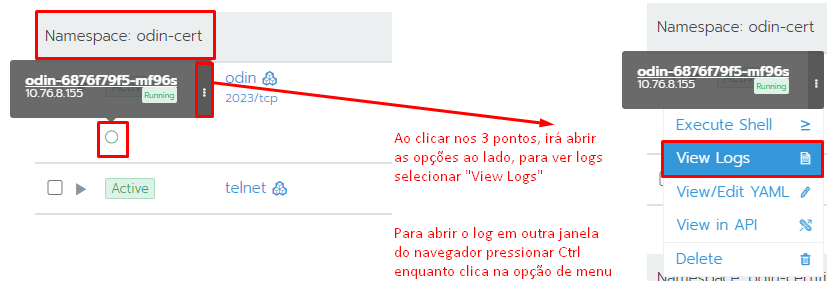 Namespace: odin-cert
odin-6876f79f5-mf96s
10.76.8.155
Running
odin
2023/tcp
Active
telnet
Ao clicar nos 3 pontos, irá abrir
as opções ao lado, para ver logs
selecionar "View Logs"
Para abrir o log em outra janela
do navegador pressionar Ctrl
enquanto clica na opção de menu
Namespace: odin-cert
odin-6876f79f5-mf96s
10.76.8.155
Running
Execute Shell
View Logs
View/Edit YAML
View in API
Delete